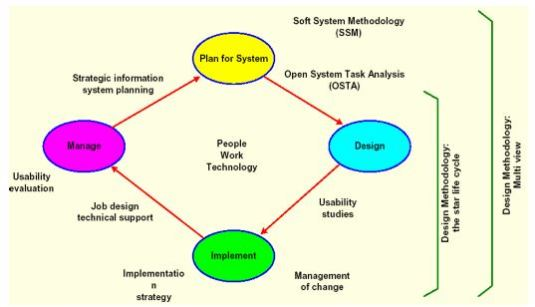 Soft System Methodology
(SSM)
Plan for System
Strategic information
system planning
Open System Task Analysis
(OSTA)
People
Work
Technology
Manage
Design
Usability
evaluation
Job design
technical support
Usability
studies
Implement
Implementatio
n
strategy
Management
of change
Design Methodology:
the star life cycle
Design Methodology:
Multi view